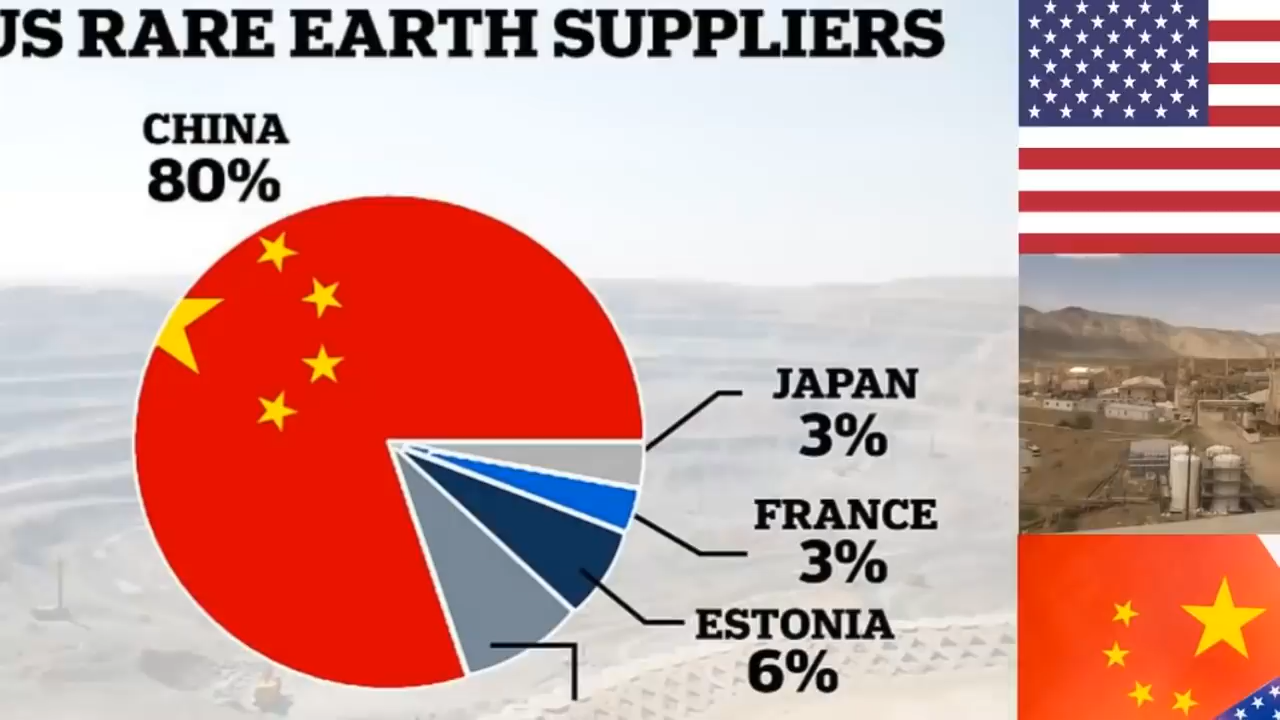 US RARE EARTH SUPPLIERS
CHINA
80%
JAPAN
3%
FRANCE
3%
ESTONIA
6%